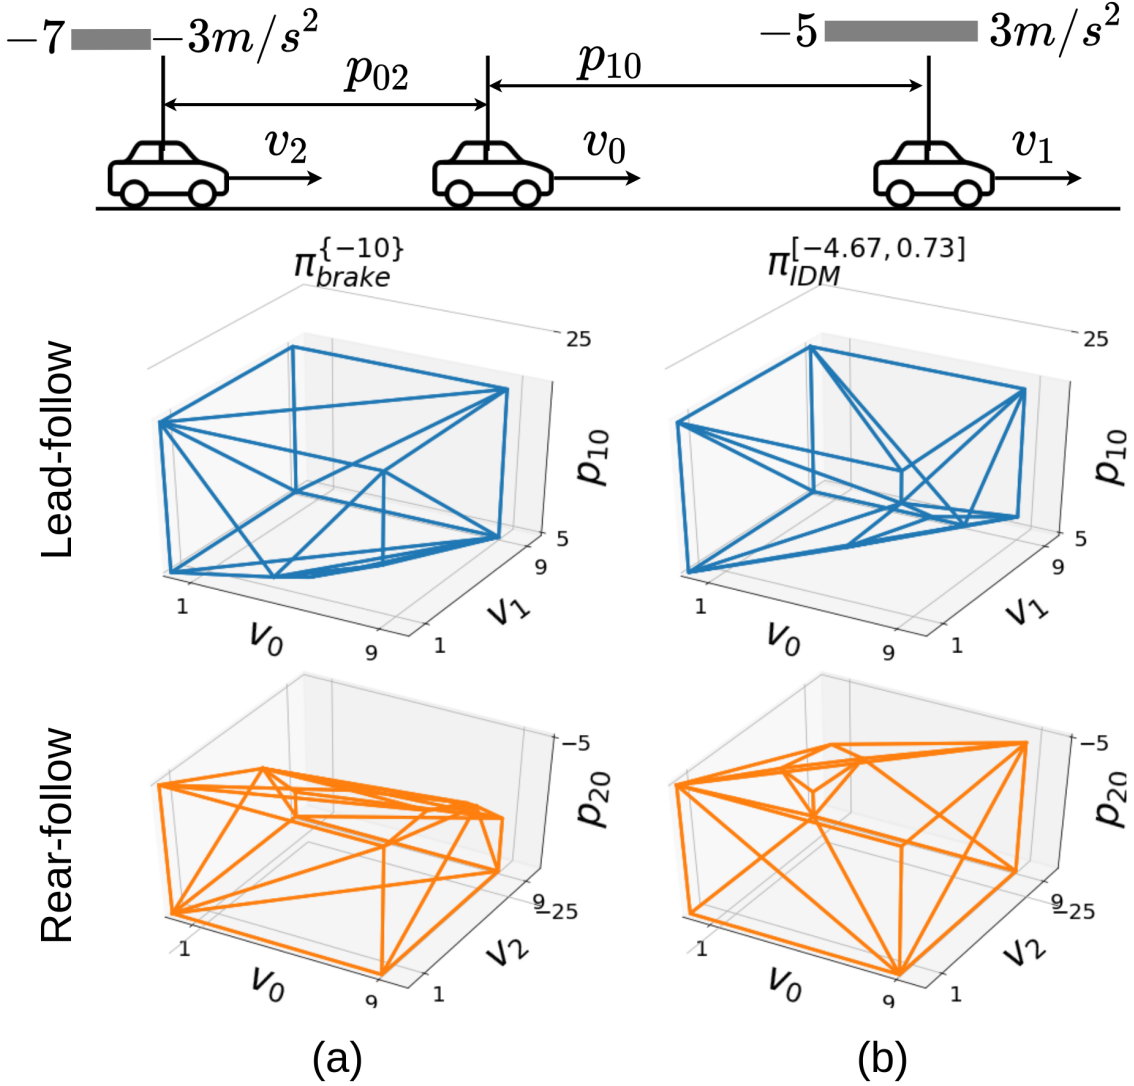 −7 −3m/s² −5 3m/s²
p₀₂ p₁₀
v₂ v₀ v₁
π_{brake}^{\{−10\}} π_{IDM}^{[−4.67, 0.73]}
Lead-follow
25 25
p₁₀ p₁₀
5 5
9 9
1 v₁ 1 v₁
v₀ 9 1 v₀ 9 1
Rear-follow
−5 −5
p₂₀ p₂₀
9 9
−25 −25
1 v₂ 1 v₂
v₀ 9 1 v₀ 9 1
(a) (b)